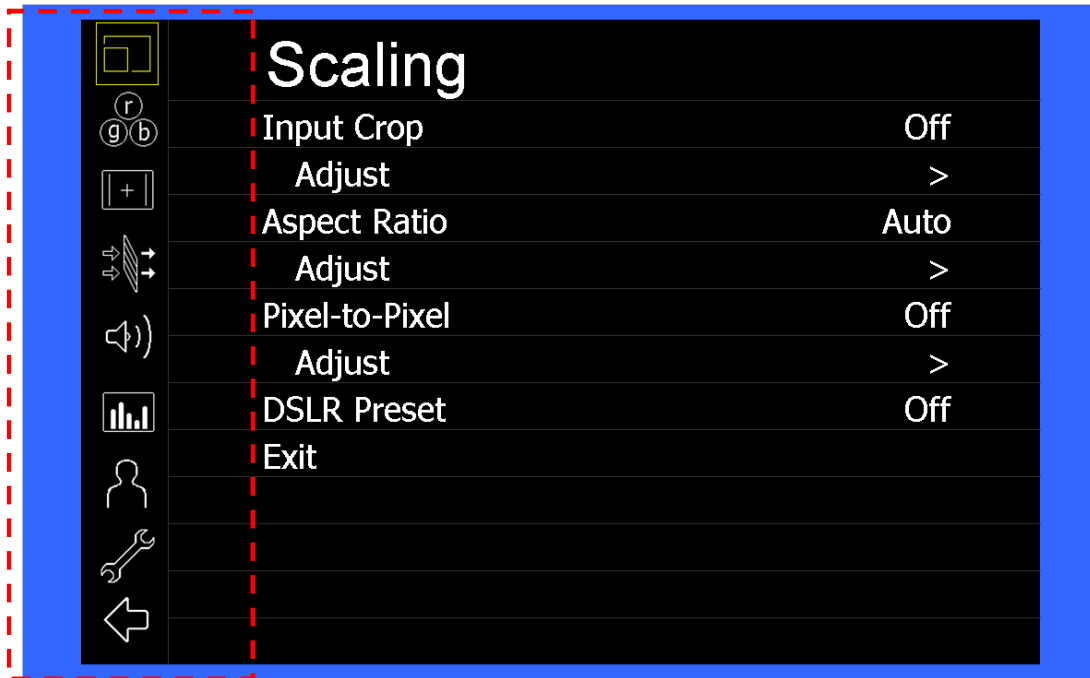 Scaling
r
g b
Input Crop Off
Adjust >
Aspect Ratio Auto
Adjust >
Pixel-to-Pixel Off
Adjust >
DSLR Preset Off
Exit